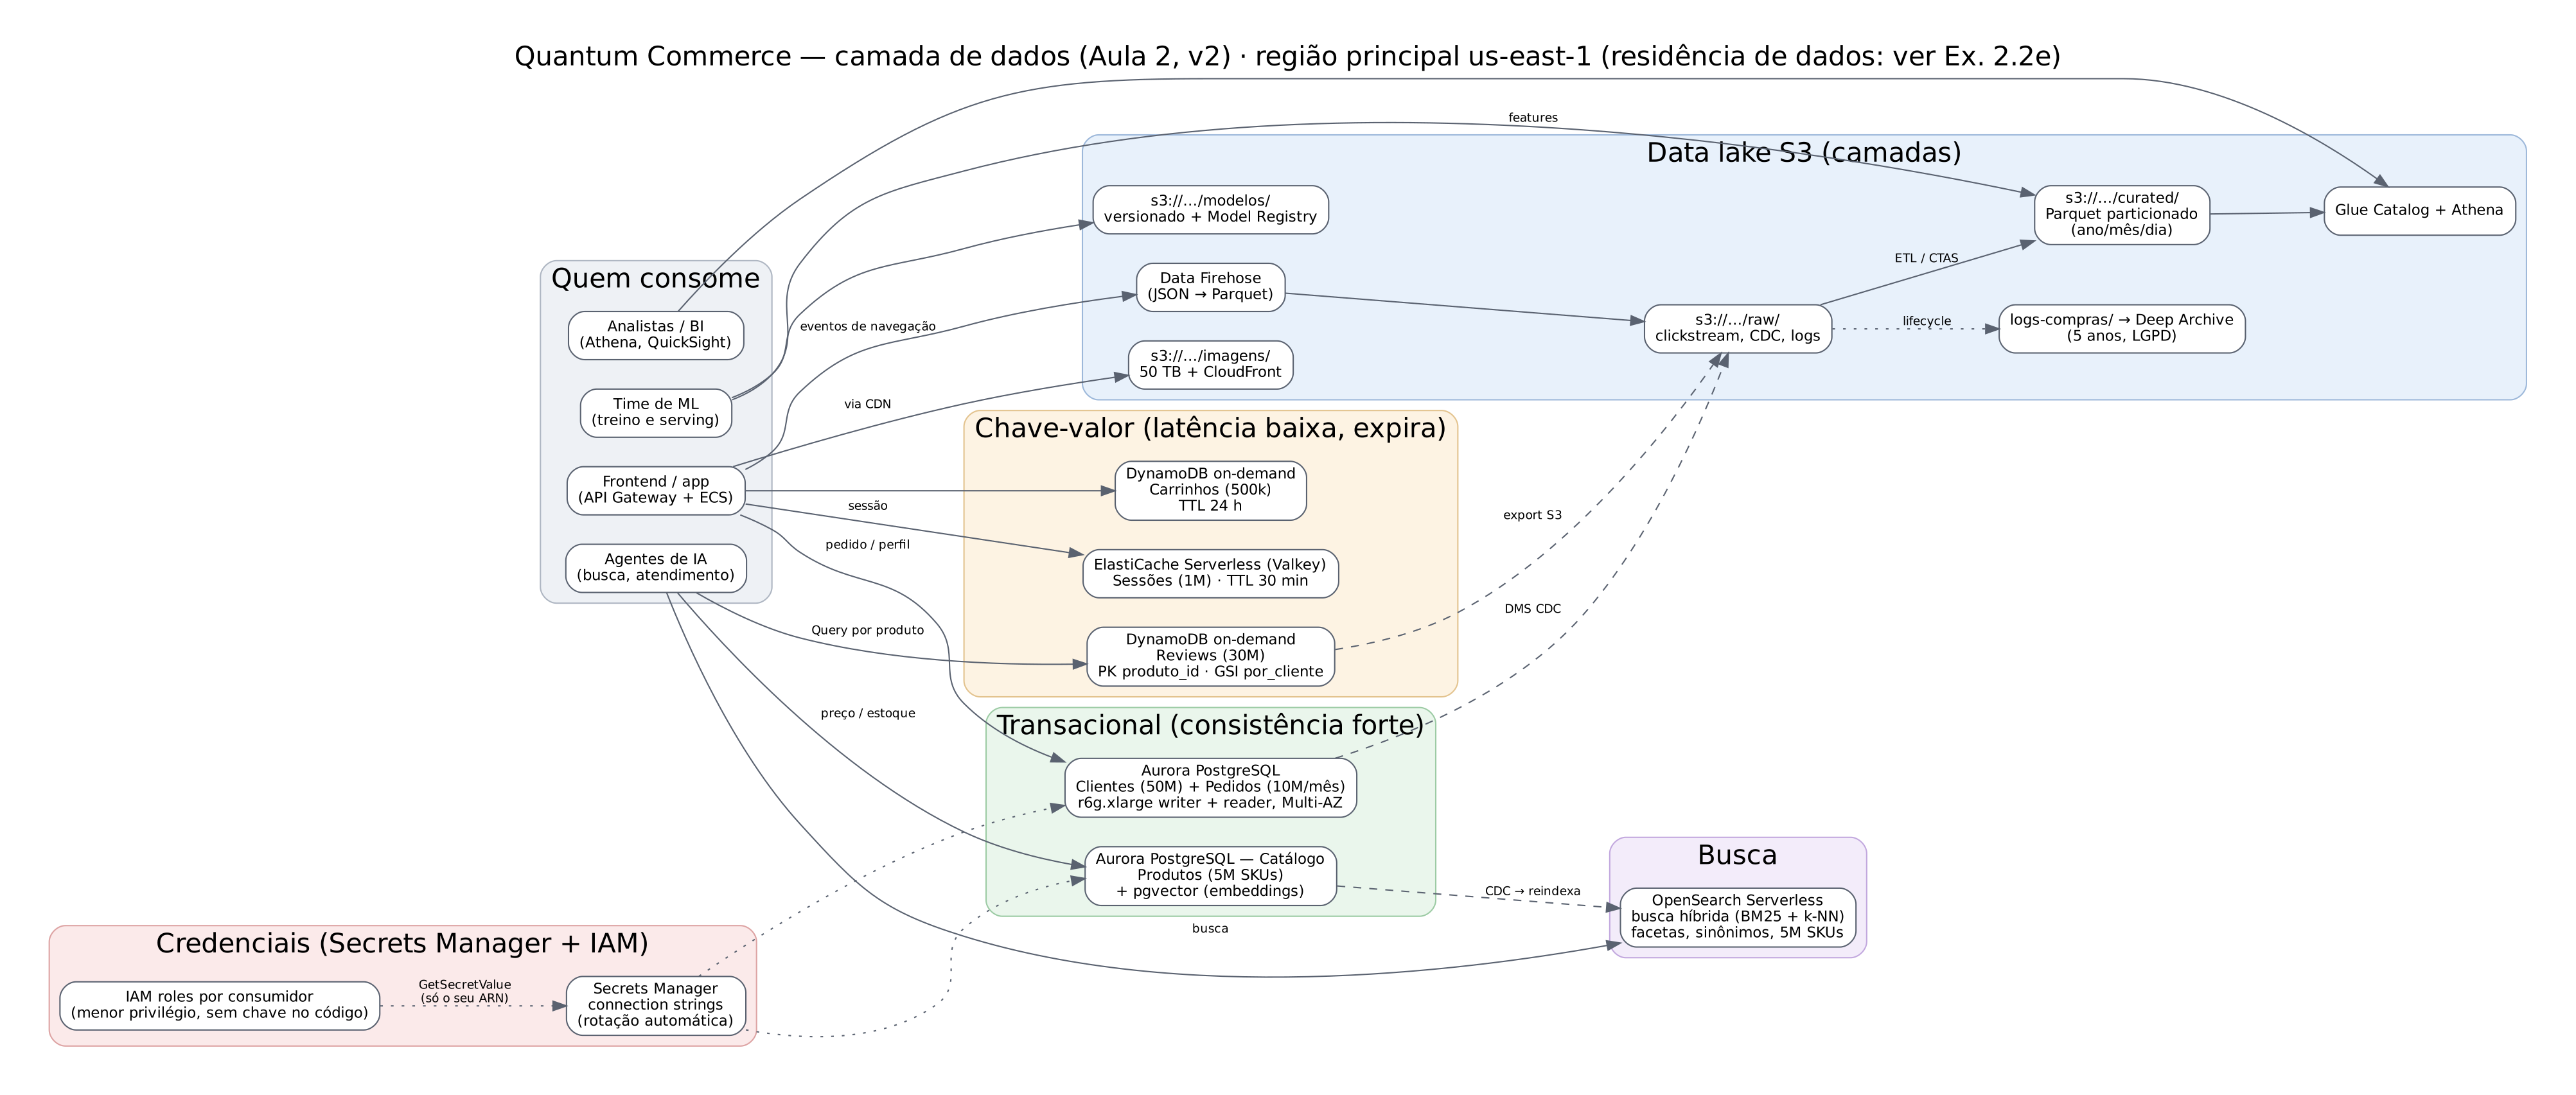 Quantum Commerce — camada de dados (Aula 2, v2) · região principal us-east-1 (residência de dados: ver Ex. 2.2e)
Quem consome
Analistas / BI
(Athena, QuickSight)
Time de ML
(treino e serving)
Frontend / app
(API Gateway + ECS)
Agentes de IA
(busca, atendimento)
features
eventos de navegação
via CDN
sessão
pedido / perfil
Query por produto
preço / estoque
busca
Data lake S3 (camadas)
s3://.../modelos/
versionado + Model Registry
Data Firehose
(JSON → Parquet)
s3://.../imagens/
50 TB + CloudFront
s3://.../raw/
clickstream, CDC, logs
ETL / CTAS
lifecycle
s3://.../curated/
Parquet particionado
(ano/mês/dia)
Glue Catalog + Athena
logs-compras/ → Deep Archive
(5 anos, LGPD)
Chave-valor (latência baixa, expira)
DynamoDB on-demand
Carrinhos (500k)
TTL 24 h
ElastiCache Serverless (Valkey)
Sessões (1M) · TTL 30 min
DynamoDB on-demand
Reviews (30M)
PK produto_id · GSI por_cliente
export S3
DMS CDC
Transacional (consistência forte)
Aurora PostgreSQL
Clientes (50M) + Pedidos (10M/mês)
r6g.xlarge writer + reader, Multi-AZ
Aurora PostgreSQL — Catálogo
Produtos (5M SKUs)
+ pgvector (embeddings)
CDC → reindexa
Busca
OpenSearch Serverless
busca híbrida (BM25 + k-NN)
facetas, sinônimos, 5M SKUs
Credenciais (Secrets Manager + IAM)
IAM roles por consumidor
(menor privilégio, sem chave no código)
GetSecretValue
(só o seu ARN)
Secrets Manager
connection strings
(rotação automática)